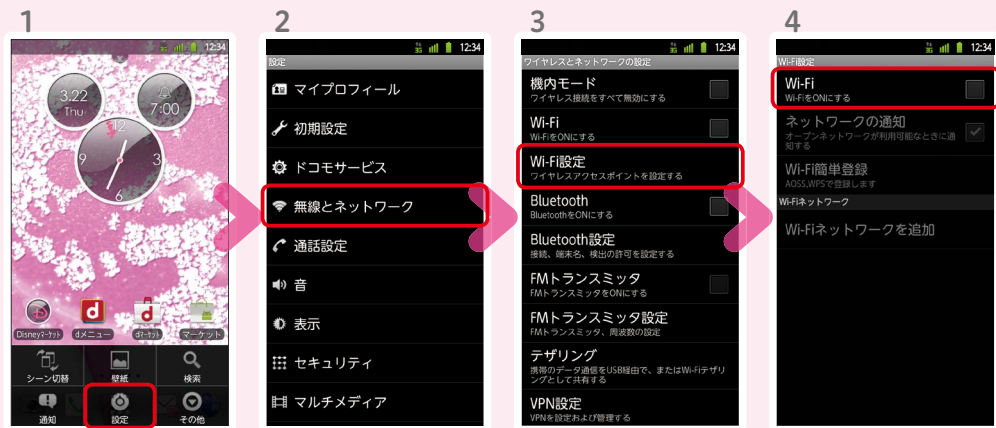 1
12:34
3.22
Thu
7:00
12
9
3
6
Disneyマーケット
dメニュー
dマーケット
マーケット
シーン切替
壁紙
検索
通知
設定
その他
2
3G
12:34
設定
マイプロフィール
初期設定
ドコモサービス
無線とネットワーク
通話設定
音
表示
セキュリティ
マルチメディア
3
3G
12:34
ワイヤレスとネットワークの設定
機内モード
ワイヤレス接続をすべて無効にする
Wi-Fi
Wi-FiをONにする
Wi-Fi設定
ワイヤレスアクセスポイントを設定する
Bluetooth
BluetoothをONにする
Bluetooth設定
接続、端末名、検出の許可を設定する
FMトランスミッタ
FMトランスミッタをONにする
FMトランスミッタ設定
FMトランスミッタ、周波数の設定
テザリング
携帯のデータ通信をUSB経由で、またはWi-Fiテザリ
ングとして共有する
VPN設定
VPNを設定および管理する
4
3G
12:34
Wi-Fi設定
Wi-Fi
Wi-FiをONにする
ネットワークの通知
オープンネットワークが利用可能なときに通
知する
Wi-Fi簡単登録
AOSS,WPSで登録します
Wi-Fiネットワーク
Wi-Fiネットワークを追加